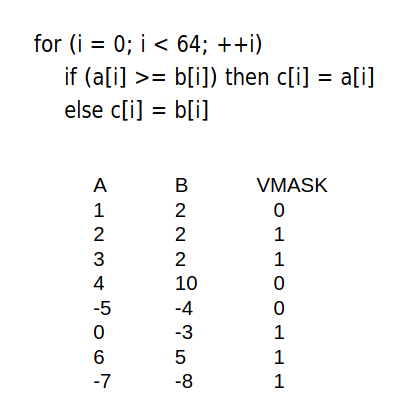 for (i = 0; i < 64; ++i)
if (a[i] >= b[i]) then c[i] = a[i]
else c[i] = b[i]
A B VMASK
1 2 0
2 2 1
3 2 1
4 10 0
-5 -4 0
0 -3 1
6 5 1
-7 -8 1